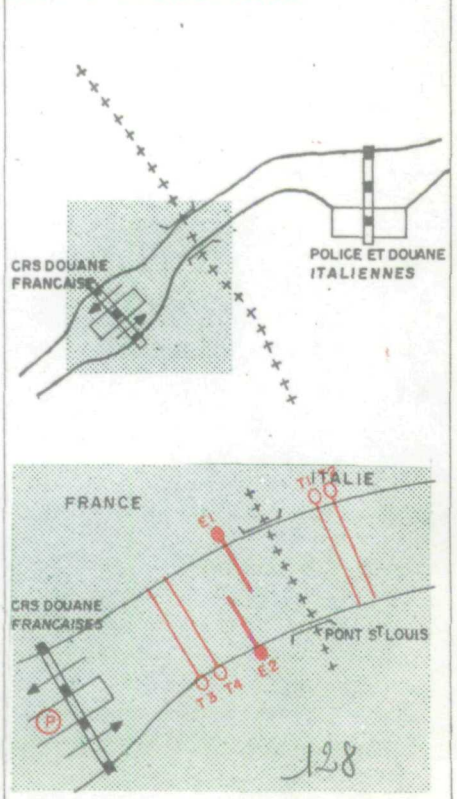 POLICE ET DOUANE
ITALIENNES
CRS DOUANE
FRANCAISE
FRANCE
ITALIE
T1 T2
E1
CRS DOUANE
FRANCAISES
PONT ST LOUIS
T3 T4
E2
P
128